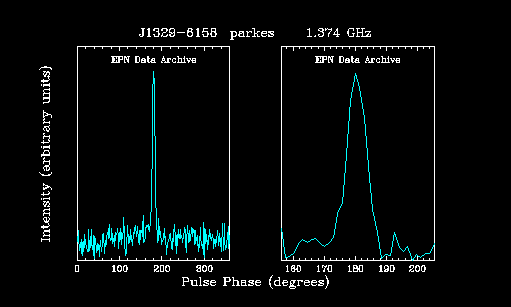 J1329-6158 parkes 1.374 GHz
EPN Data Archive EPN Data Archive
Intensity (arbitrary units)
0 100 200 300 160 170 180 190 200
Pulse Phase (degrees)